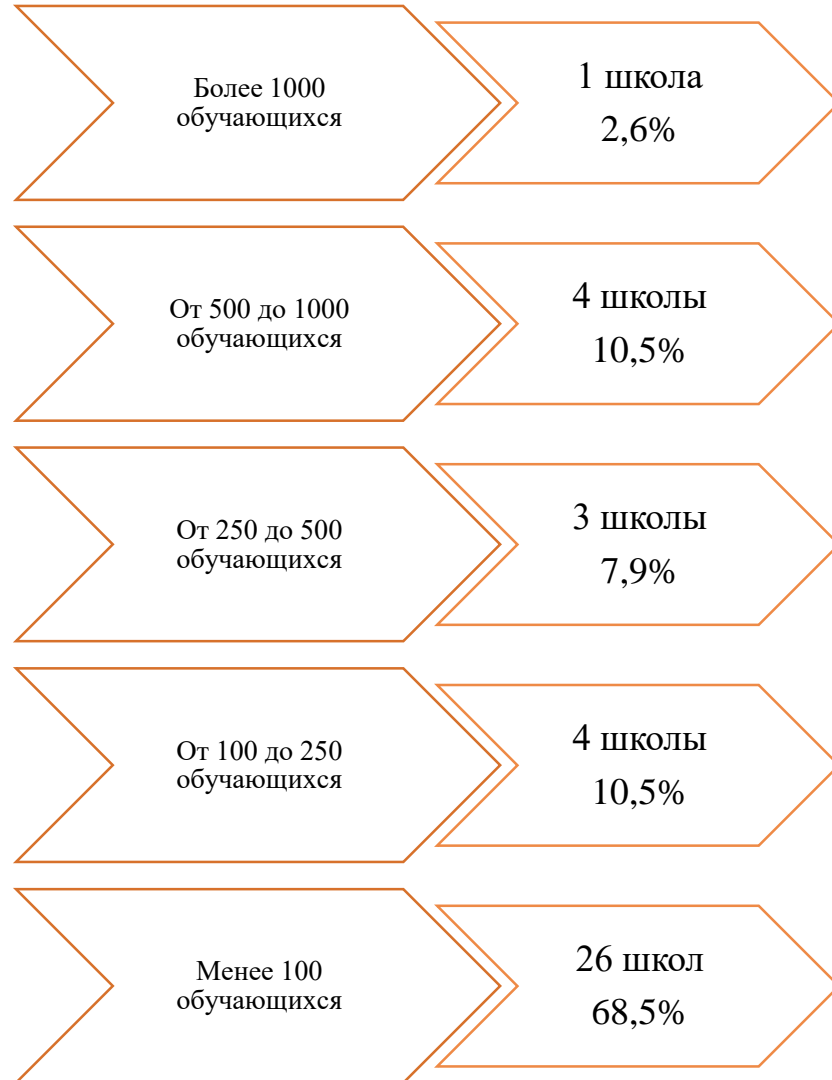 Более 1000
обучающихся
1 школа
2,6%
От 500 до 1000
обучающихся
4 школы
10,5%
От 250 до 500
обучающихся
3 школы
7,9%
От 100 до 250
обучающихся
4 школы
10,5%
Менее 100
обучающихся
26 школ
68,5%